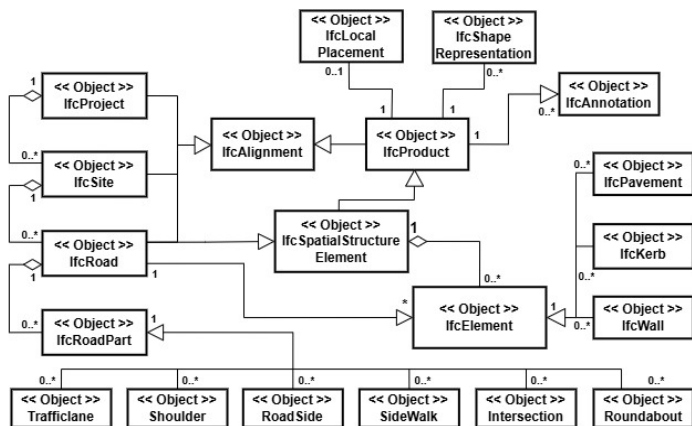 << Object >>
IfcLocal
Placement
<< Object >>
IfcShape
Representation
0..1
0..*
<< Object >>
IfcProject
1
<< Object >>
IfcAnnotation
0..*
1
1
<< Object >>
IfcAlignment
<< Object >>
IfcProduct
1
0..*
<< Object >>
IfcSite
1
<< Object >>
IfcPavement
0..*
<< Object >>
IfcSpatialStructure
Element
1
0..*
<< Object >>
IfcRoad
1
1
<< Object >>
IfcKerb
0..*
0..*
<< Object >>
IfcElement
*
1
<< Object >>
IfcWall
0..*
0..*
<< Object >>
IfcRoadPart
1
0..*
0..*
0..*
0..*
0..*
0..*
<< Object >>
Trafficlane
<< Object >>
Shoulder
<< Object >>
RoadSide
<< Object >>
SideWalk
<< Object >>
Intersection
<< Object >>
Roundabout